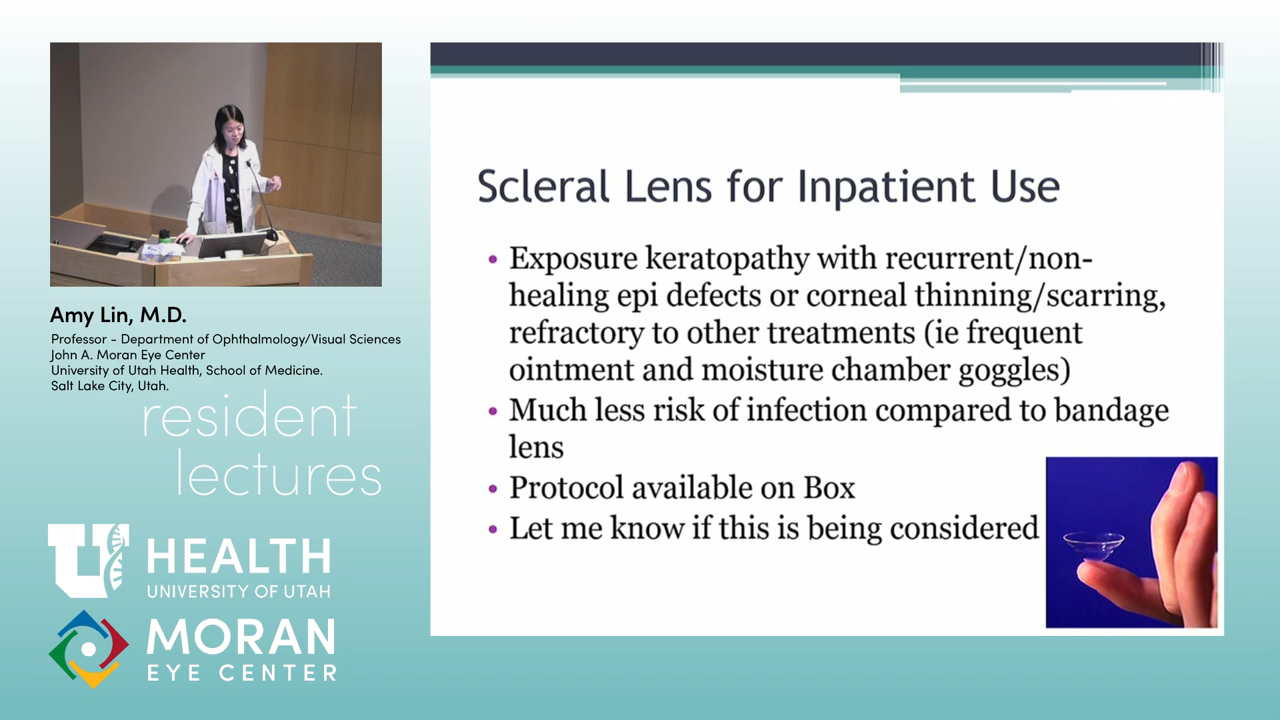 Amy Lin, M.D.
Professor - Department of Ophthalmology/Visual Sciences
John A. Moran Eye Center
University of Utah Health, School of Medicine.
Salt Lake City, Utah.
resident
lectures
U HEALTH
UNIVERSITY OF UTAH
MORAN
EYE CENTER
Scleral Lens for Inpatient Use
• Exposure keratopathy with recurrent/non-
healing epi defects or corneal thinning/scarring,
refractory to other treatments (ie frequent
ointment and moisture chamber goggles)
• Much less risk of infection compared to bandage
lens
• Protocol available on Box
• Let me know if this is being considered